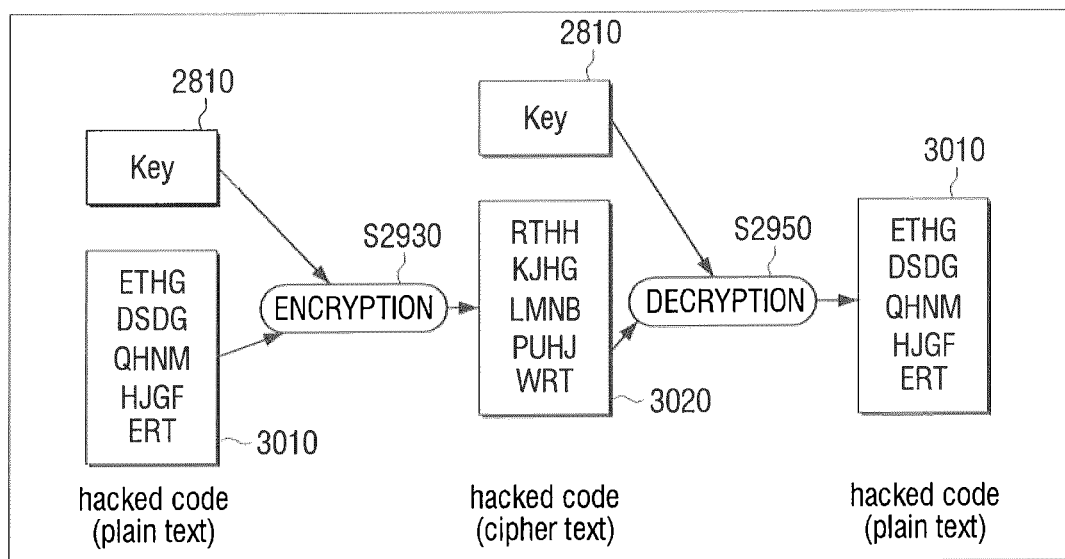 2810
Key
ETHG
DSDG
QHNM
HJGF
ERT
3010
hacked code
(plain text)
S2930
ENCRYPTION
2810
Key
RTHH
KJHG
LMNB
PUHJ
WRT
3020
hacked code
(cipher text)
S2950
DECRYPTION
3010
ETHG
DSDG
QHNM
HJGF
ERT
hacked code
(plain text)